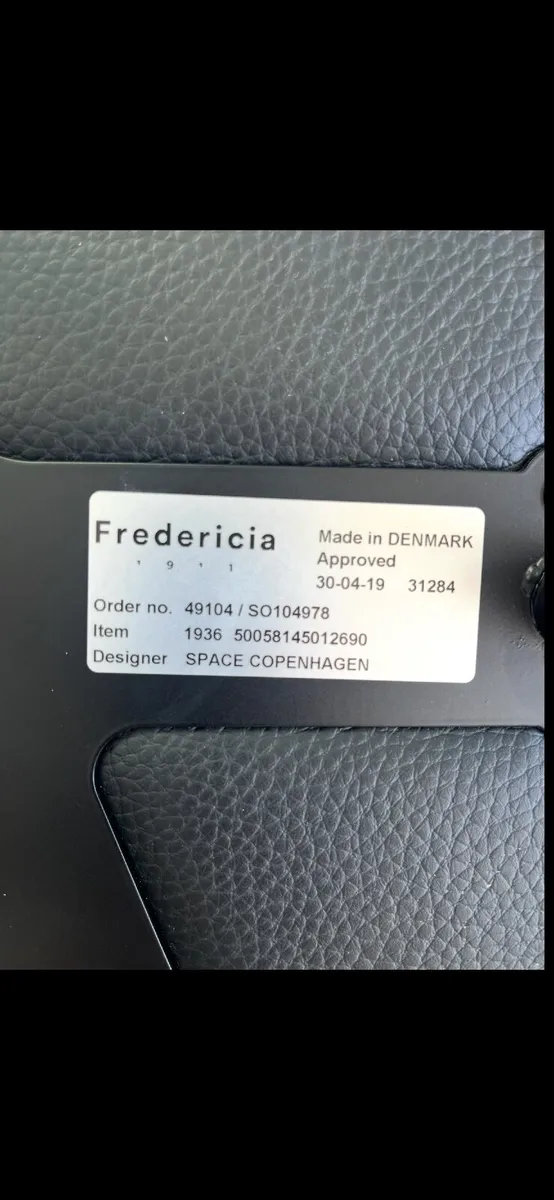 Fredericia
1 9 1 1
Made in DENMARK
Approved
30-04-19 31284
Order no. 49104 / SO104978
Item 1936 50058145012690
Designer SPACE COPENHAGEN